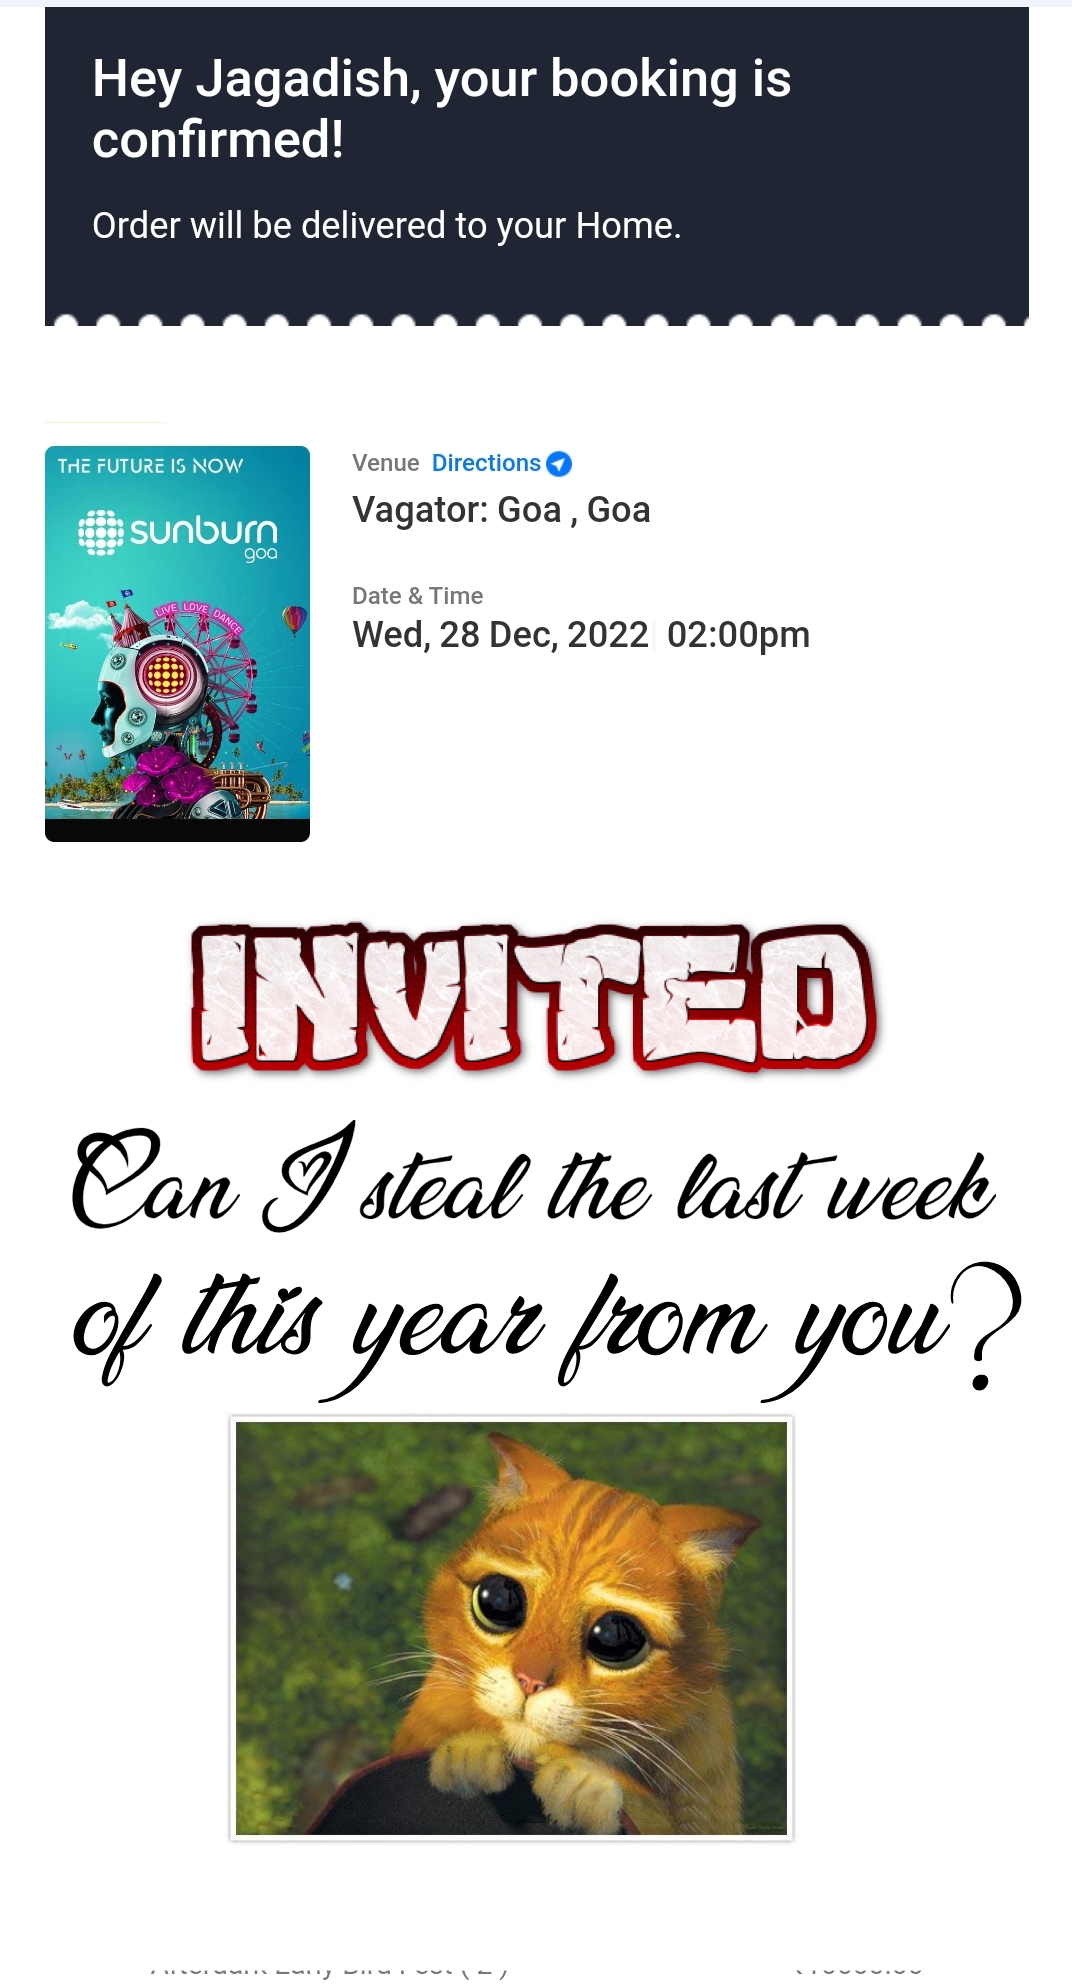 Hey Jagadish, your booking is
confirmed!
Order will be delivered to your Home.
THE FUTURE IS NOW
sunburn
goa
LIVE LOVE DANCE
Venue Directions
Vagator: Goa , Goa
Date & Time
Wed, 28 Dec, 2022 02:00pm
INVITED
Can I steal the last week
of this year from you?